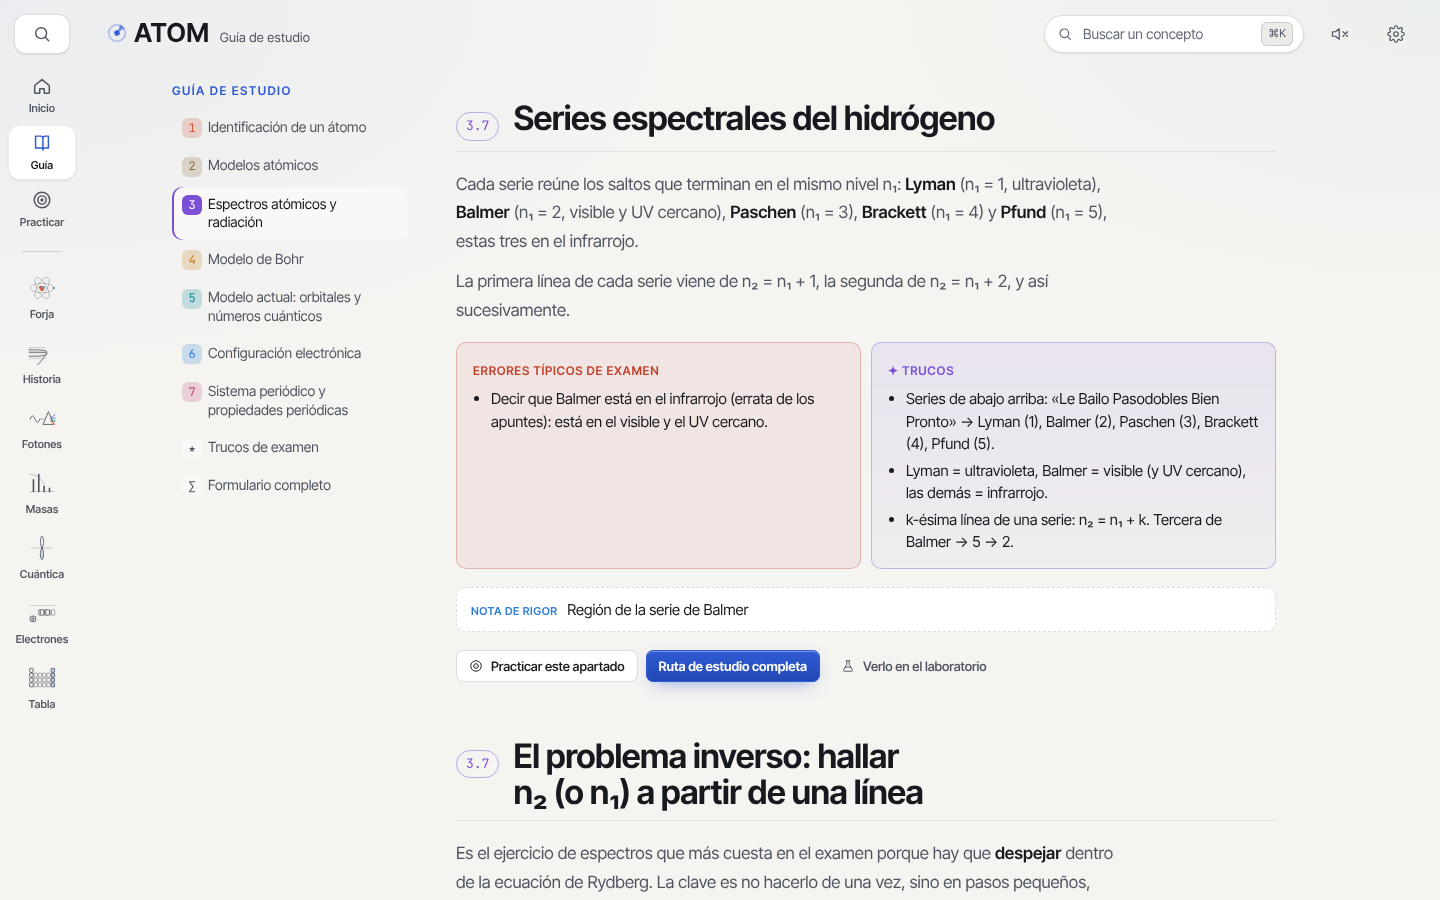 ATOM
Guía de estudio
Buscar un concepto
⌘K
Inicio
Guía
Practicar
Forja
Historia
Fotones
Masas
Cuántica
Electrones
Tabla
GUÍA DE ESTUDIO
1 Identificación de un átomo
2 Modelos atómicos
3 Espectros atómicos y
radiación
4 Modelo de Bohr
5 Modelo actual: orbitales y
números cuánticos
6 Configuración electrónica
7 Sistema periódico y
propiedades periódicas
★ Trucos de examen
∑ Formulario completo
3.7 Series espectrales del hidrógeno
Cada serie reúne los saltos que terminan en el mismo nivel n₁: Lyman (n₁ = 1, ultravioleta),
Balmer (n₁ = 2, visible y UV cercano), Paschen (n₁ = 3), Brackett (n₁ = 4) y Pfund (n₁ = 5),
estas tres en el infrarrojo.
La primera línea de cada serie viene de n₂ = n₁ + 1, la segunda de n₂ = n₁ + 2, y así
sucesivamente.
ERRORES TÍPICOS DE EXAMEN
• Decir que Balmer está en el infrarrojo (errata de los
apuntes): está en el visible y el UV cercano.
✦ TRUCOS
• Series de abajo arriba: «Le Bailo Pasodobles Bien
Pronto» → Lyman (1), Balmer (2), Paschen (3), Brackett
(4), Pfund (5).
• Lyman = ultravioleta, Balmer = visible (y UV cercano),
las demás = infrarrojo.
• k-ésima línea de una serie: n₂ = n₁ + k. Tercera de
Balmer → 5 → 2.
NOTA DE RIGOR Región de la serie de Balmer
Practicar este apartado
Ruta de estudio completa
Verlo en el laboratorio
3.7 El problema inverso: hallar
n₂ (o n₁) a partir de una línea
Es el ejercicio de espectros que más cuesta en el examen porque hay que despejar dentro
de la ecuación de Rydberg. La clave es no hacerlo de una vez, sino en pasos pequeños,